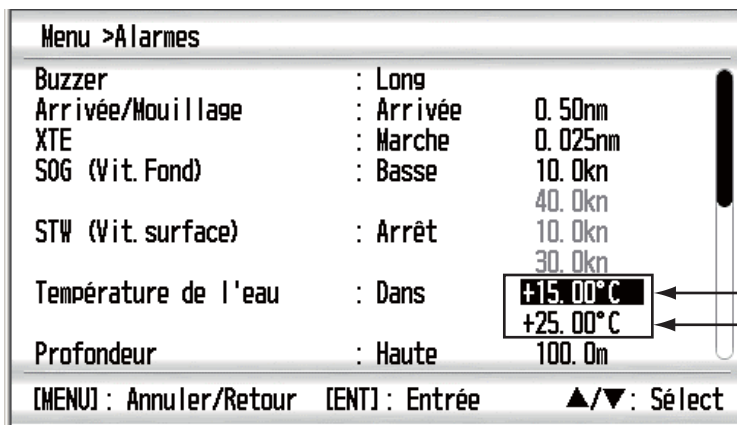 Menu >Alarmes
Buzzer : Long
Arrivée/Mouillage : Arrivée 0.50nm
XTE : Marche 0.025nm
SOG (Vit.Fond) : Basse 10.0kn
40.0kn
STW (Vit.surface) : Arrêt 10.0kn
30.0kn
Température de l'eau : Dans +15.00°C
+25.00°C
Profondeur : Haute 100.0m
[MENU]: Annuler/Retour [ENT]: Entrée ▲/▼: Sélect